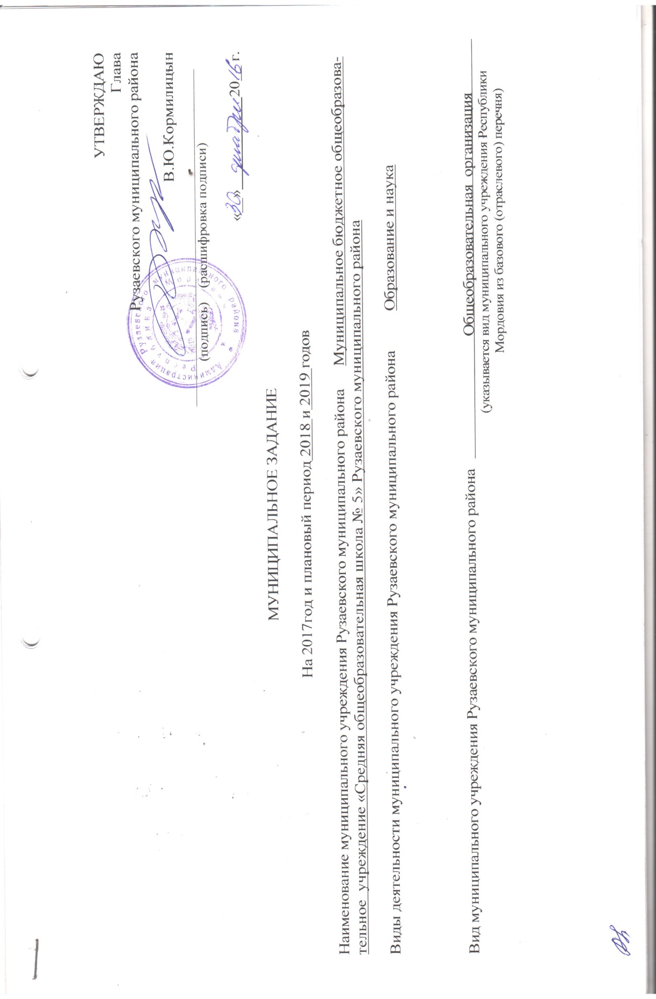 УТВЕРЖДАЮ
Глава
Рузаевского муниципального района
В.Ю.Кормилицын
(подпись) (расшифровка подписи)
«30» декабря 2016 г.
Администрация Рузаевского муниципального района
Республика Мордовия
МУНИЦИПАЛЬНОЕ ЗАДАНИЕ
На 2017год и плановый период 2018 и 2019 годов
Наименование муниципального учреждения Рузаевского муниципального района Муниципальное бюджетное общеобразова-
тельное учреждение «Средняя общеобразовательная школа № 5» Рузаевского муниципального района
Виды деятельности муниципального учреждения Рузаевского муниципального района Образование и наука
Вид муниципального учреждения Рузаевского муниципального района Общеобразовательная организация
(указывается вид муниципального учреждения Республики
Мордовия из базового (отраслевого) перечня)